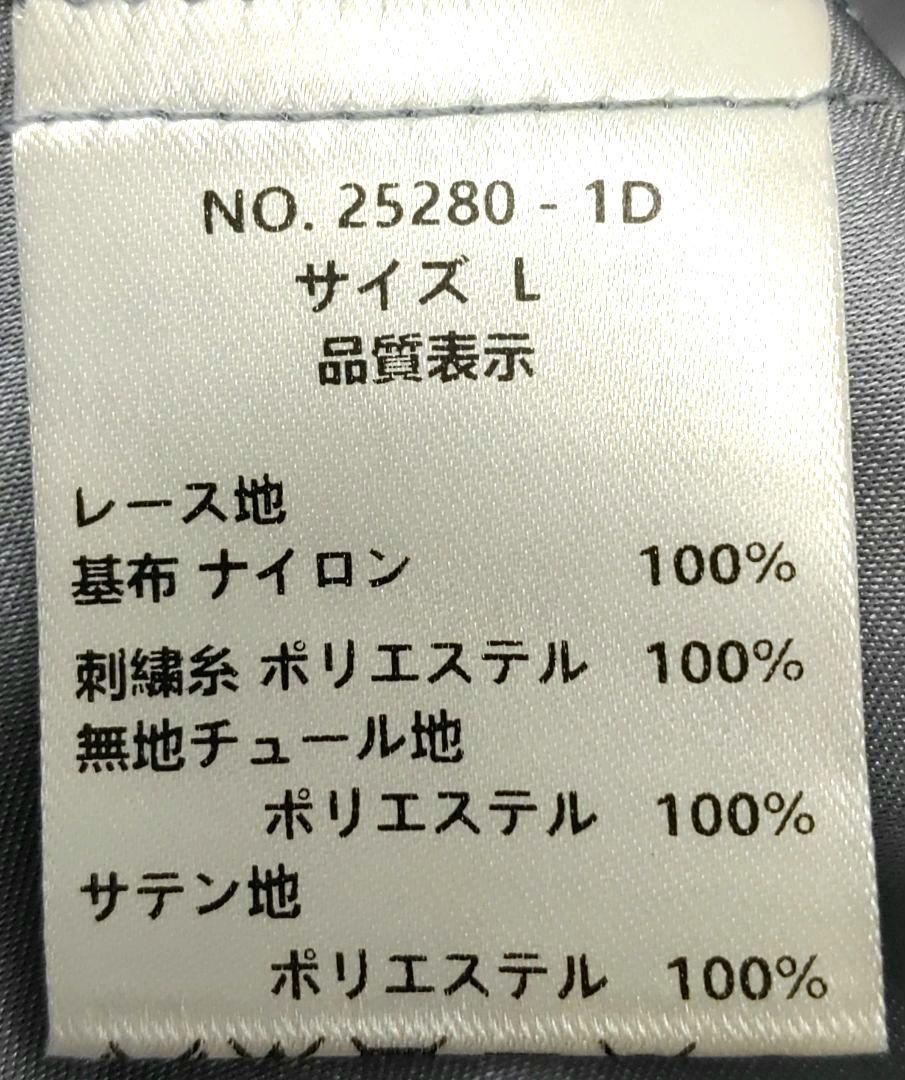 NO. 25280 - 1D
サイズ L
品質表示
レース地
基布 ナイロン 100%
刺繍糸 ポリエステル 100%
無地チュール地
ポリエステル 100%
サテン地
ポリエステル 100%